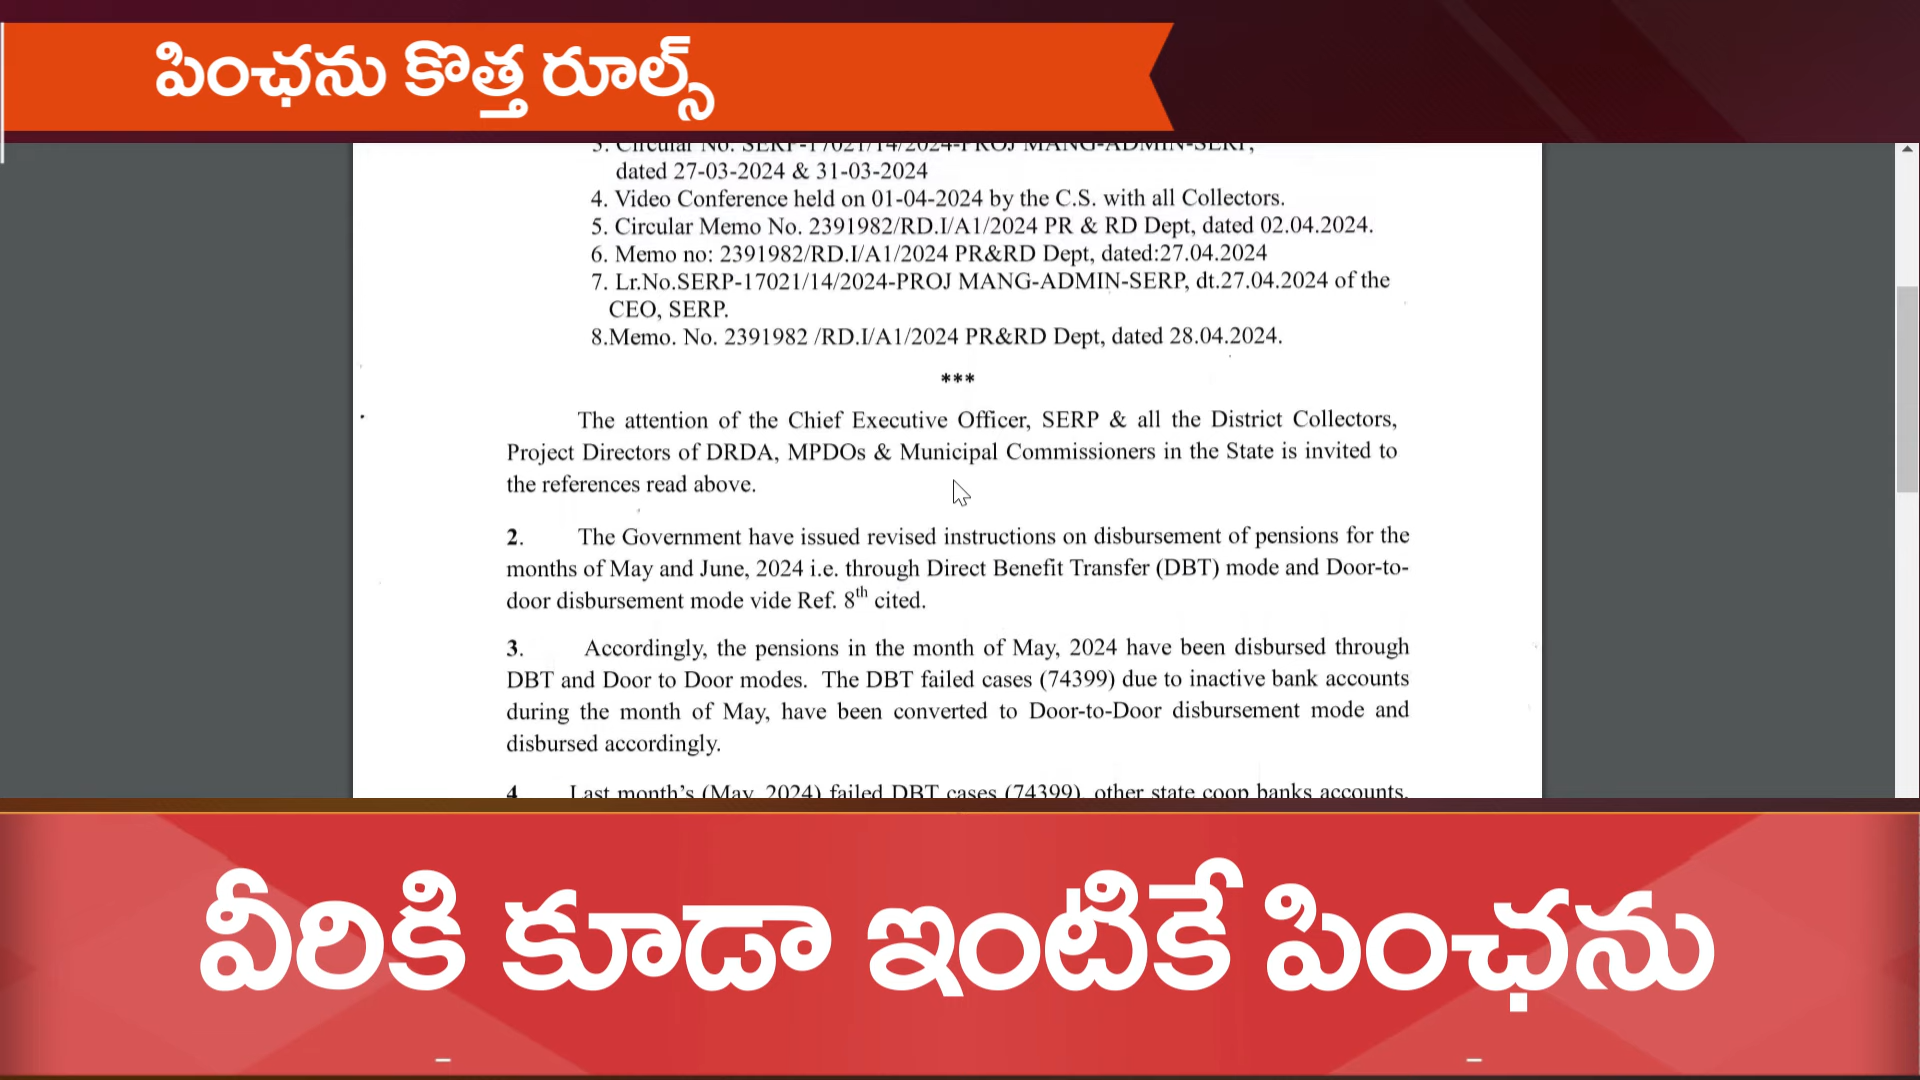 పింఛను కొత్త రూల్స్
3. Circular No. SERP-17021/14/2024-PROJ MANG-ADMIN-SERP,
dated 27-03-2024 & 31-03-2024
4. Video Conference held on 01-04-2024 by the C.S. with all Collectors.
5. Circular Memo No. 2391982/RD.I/A1/2024 PR & RD Dept, dated 02.04.2024.
6. Memo no: 2391982/RD.I/A1/2024 PR&RD Dept, dated:27.04.2024
7. Lr.No.SERP-17021/14/2024-PROJ MANG-ADMIN-SERP, dt.27.04.2024 of the
CEO, SERP.
8.Memo. No. 2391982 /RD.I/A1/2024 PR&RD Dept, dated 28.04.2024.
***
The attention of the Chief Executive Officer, SERP & all the District Collectors,
Project Directors of DRDA, MPDOs & Municipal Commissioners in the State is invited to
the references read above.
2. The Government have issued revised instructions on disbursement of pensions for the
months of May and June, 2024 i.e. through Direct Benefit Transfer (DBT) mode and Door-to-
door disbursement mode vide Ref. 8th cited.
3. Accordingly, the pensions in the month of May, 2024 have been disbursed through
DBT and Door to Door modes. The DBT failed cases (74399) due to inactive bank accounts
during the month of May, have been converted to Door-to-Door disbursement mode and
disbursed accordingly.
4 Last month's (May, 2024) failed DBT cases (74399), other state coop banks accounts,
వీరికి కూడా ఇంటికే పింఛను